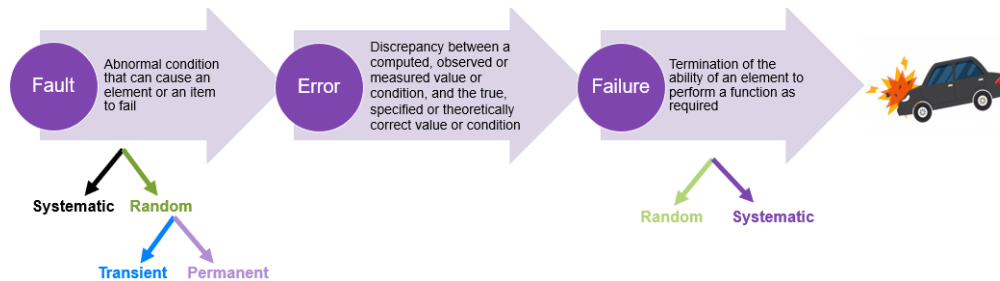 Fault
Abnormal condition
that can cause an
element or an item
to fail
Error
Discrepancy between a
computed, observed or
measured value or
condition, and the true,
specified or theoretically
correct value or condition
Failure
Termination of the
ability of an element to
perform a function as
required
Systematic
Random
Transient
Permanent
Random
Systematic